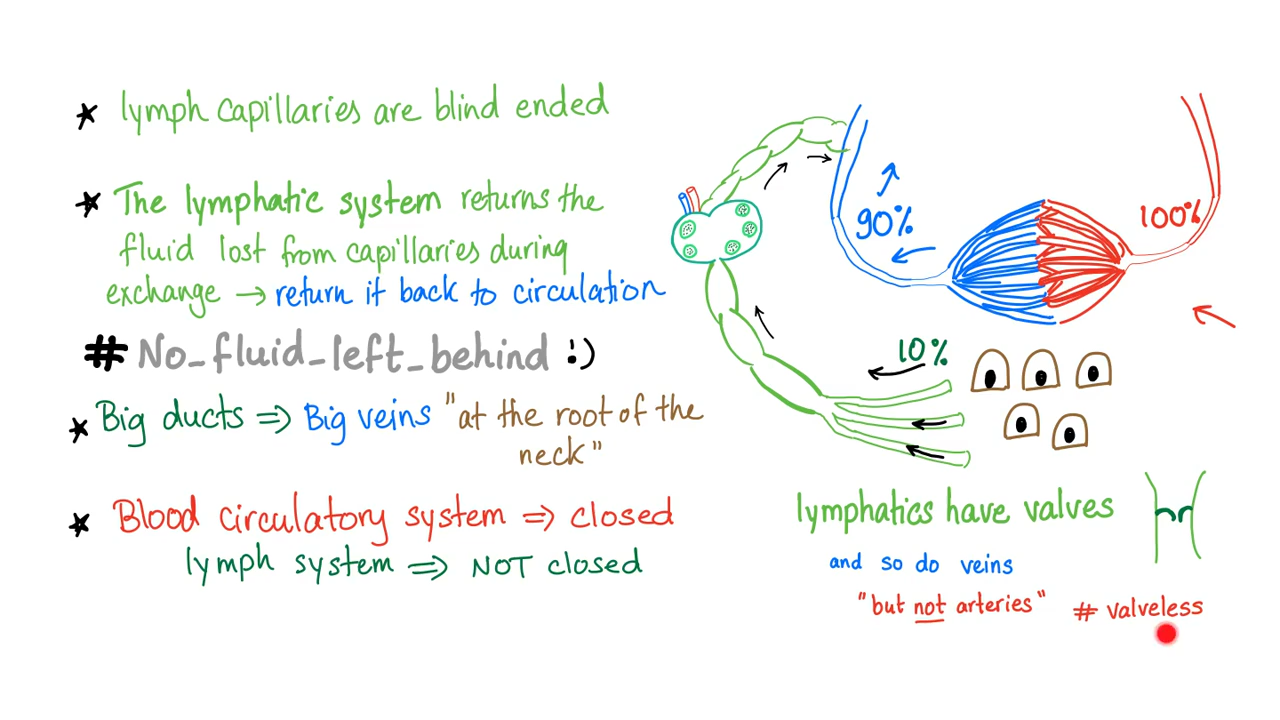 * lymph capillaries are blind ended
* The lymphatic system returns the
fluid lost from capillaries during
exchange → return it back to circulation
# No_fluid_left_behind :)
* Big ducts ⇒ Big veins "at the root of the
neck"
* Blood circulatory system ⇒ closed
lymph system ⇒ NOT closed
100%
90%
10%
lymphatics have valves
and so do veins
"but not arteries" # valveless